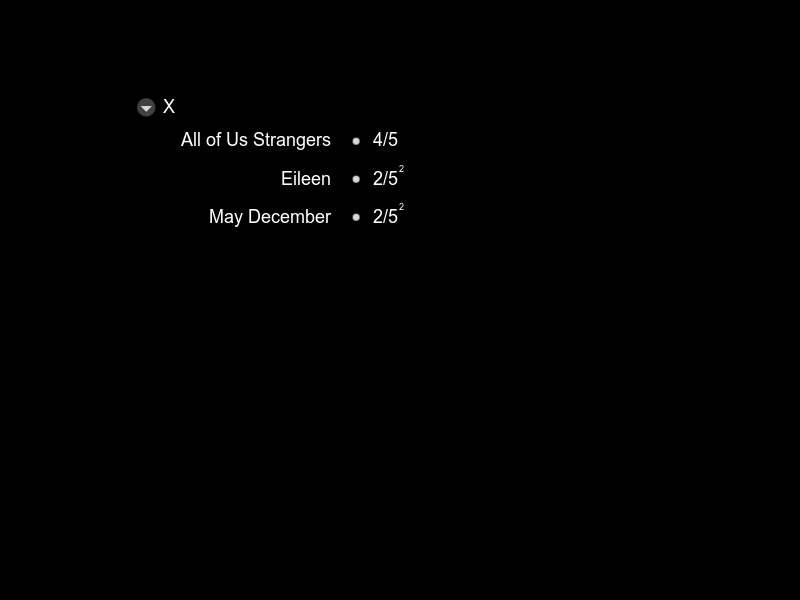 X
All of Us Strangers • 4/5
Eileen • 2/5²
May December • 2/5²